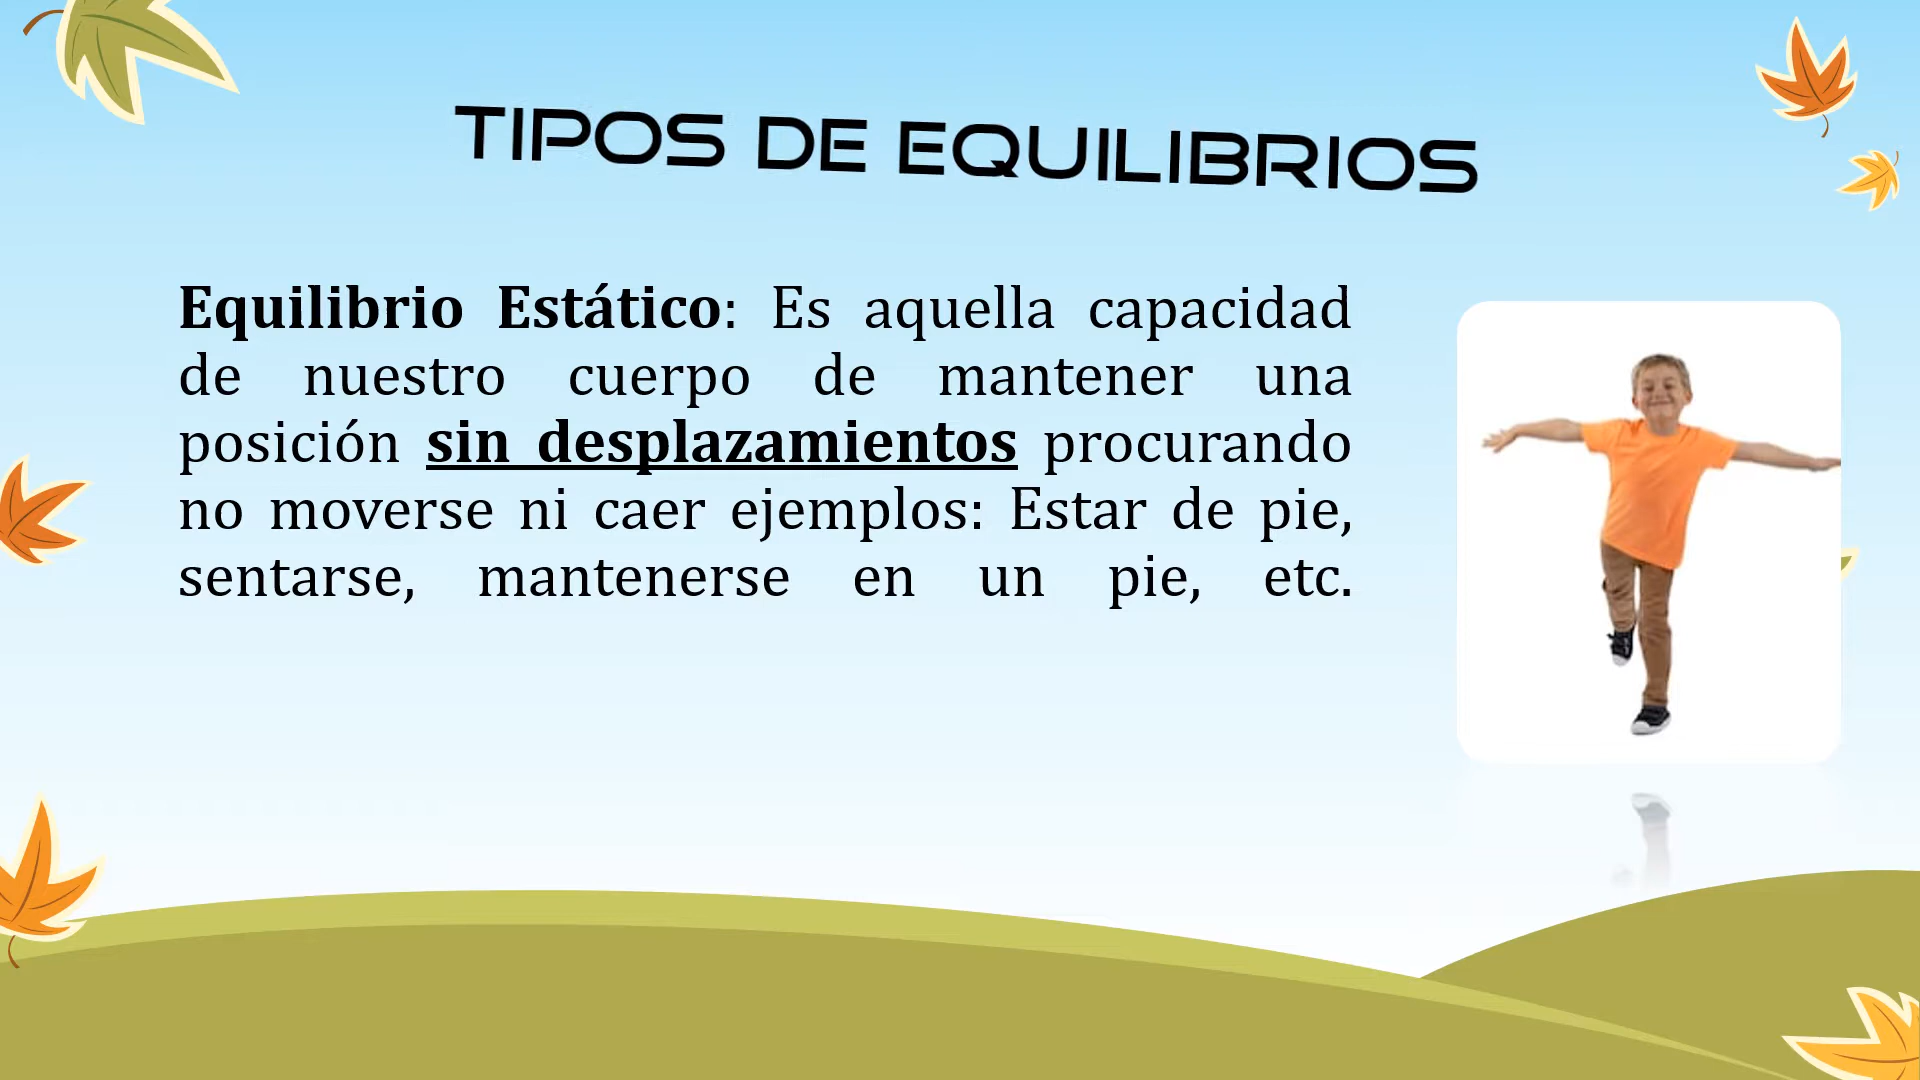 TIPOS DE EQUILIBRIOS
Equilibrio Estático: Es aquella capacidad
de nuestro cuerpo de mantener una
posición sin desplazamientos procurando
no moverse ni caer ejemplos: Estar de pie,
sentarse, mantenerse en un pie, etc.